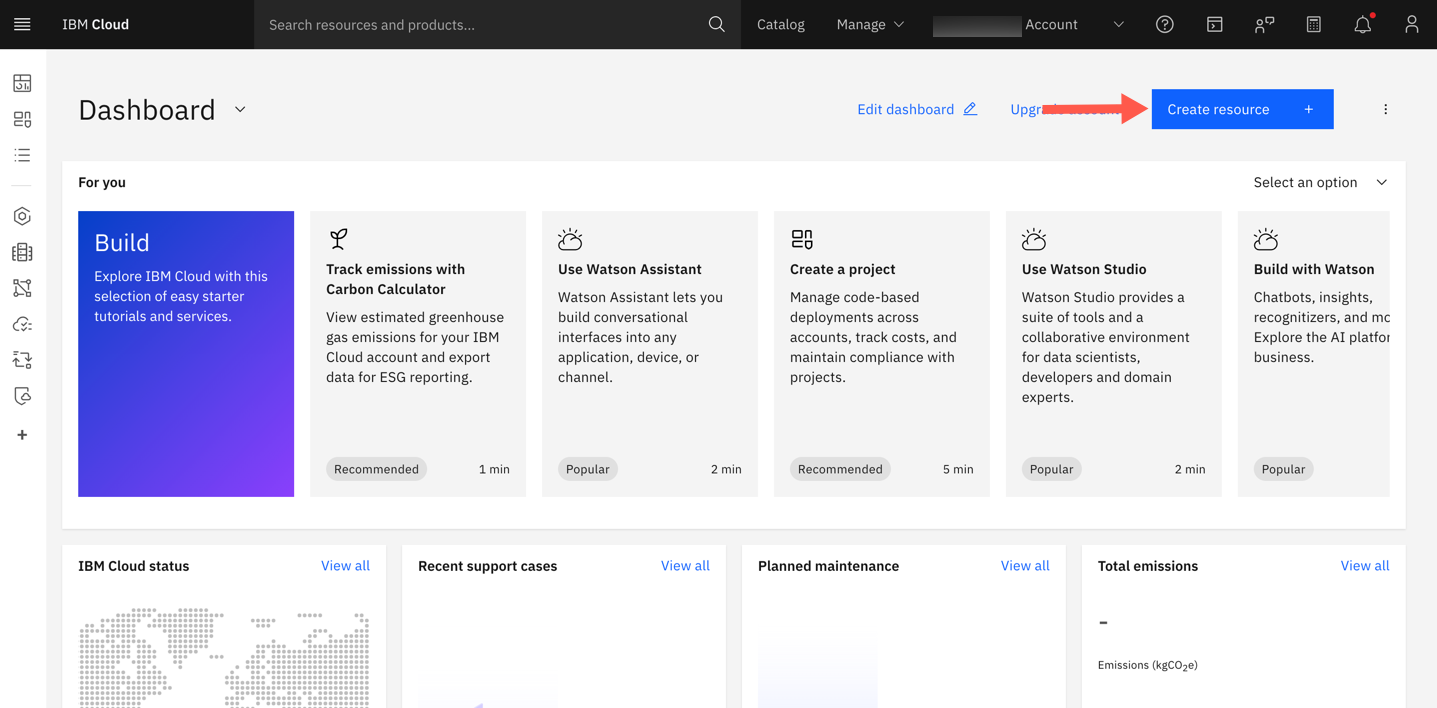 IBM Cloud
Search resources and products...
Catalog
Manage
Account
Dashboard
Edit dashboard
Create resource +
For you
Select an option
Build
Explore IBM Cloud with this
selection of easy starter
tutorials and services.
Track emissions with
Carbon Calculator
View estimated greenhouse
gas emissions for your IBM
Cloud account and export
data for ESG reporting.
Recommended
1 min
Use Watson Assistant
Watson Assistant lets you
build conversational
interfaces into any
application, device, or
channel.
Popular
2 min
Create a project
Manage code-based
deployments across
accounts, track costs, and
maintain compliance with
projects.
Recommended
5 min
Use Watson Studio
Watson Studio provides a
suite of tools and a
collaborative environment
for data scientists,
developers and domain
experts.
Popular
2 min
Build with Watson
Chatbots, insights,
recognitizers, and
Explore the AI
business.
Popular
IBM Cloud status
View all
Recent support cases
View all
Planned maintenance
View all
Total emissions
View all
-
Emissions (kgCO2e)